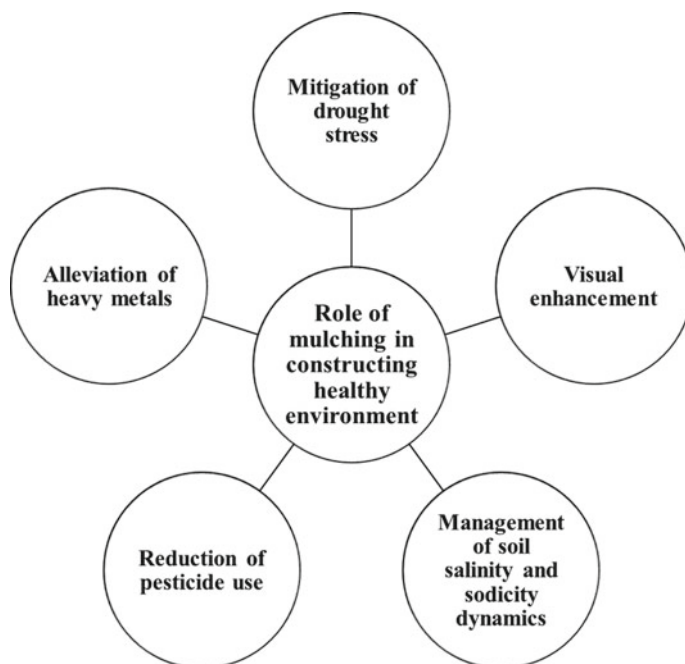 Mitigation of
drought
stress
Alleviation of
heavy metals
Visual
enhancement
Role of
mulching in
constructing
healthy
environment
Reduction of
pesticide use
Management
of soil
salinity and
sodicity
dynamics